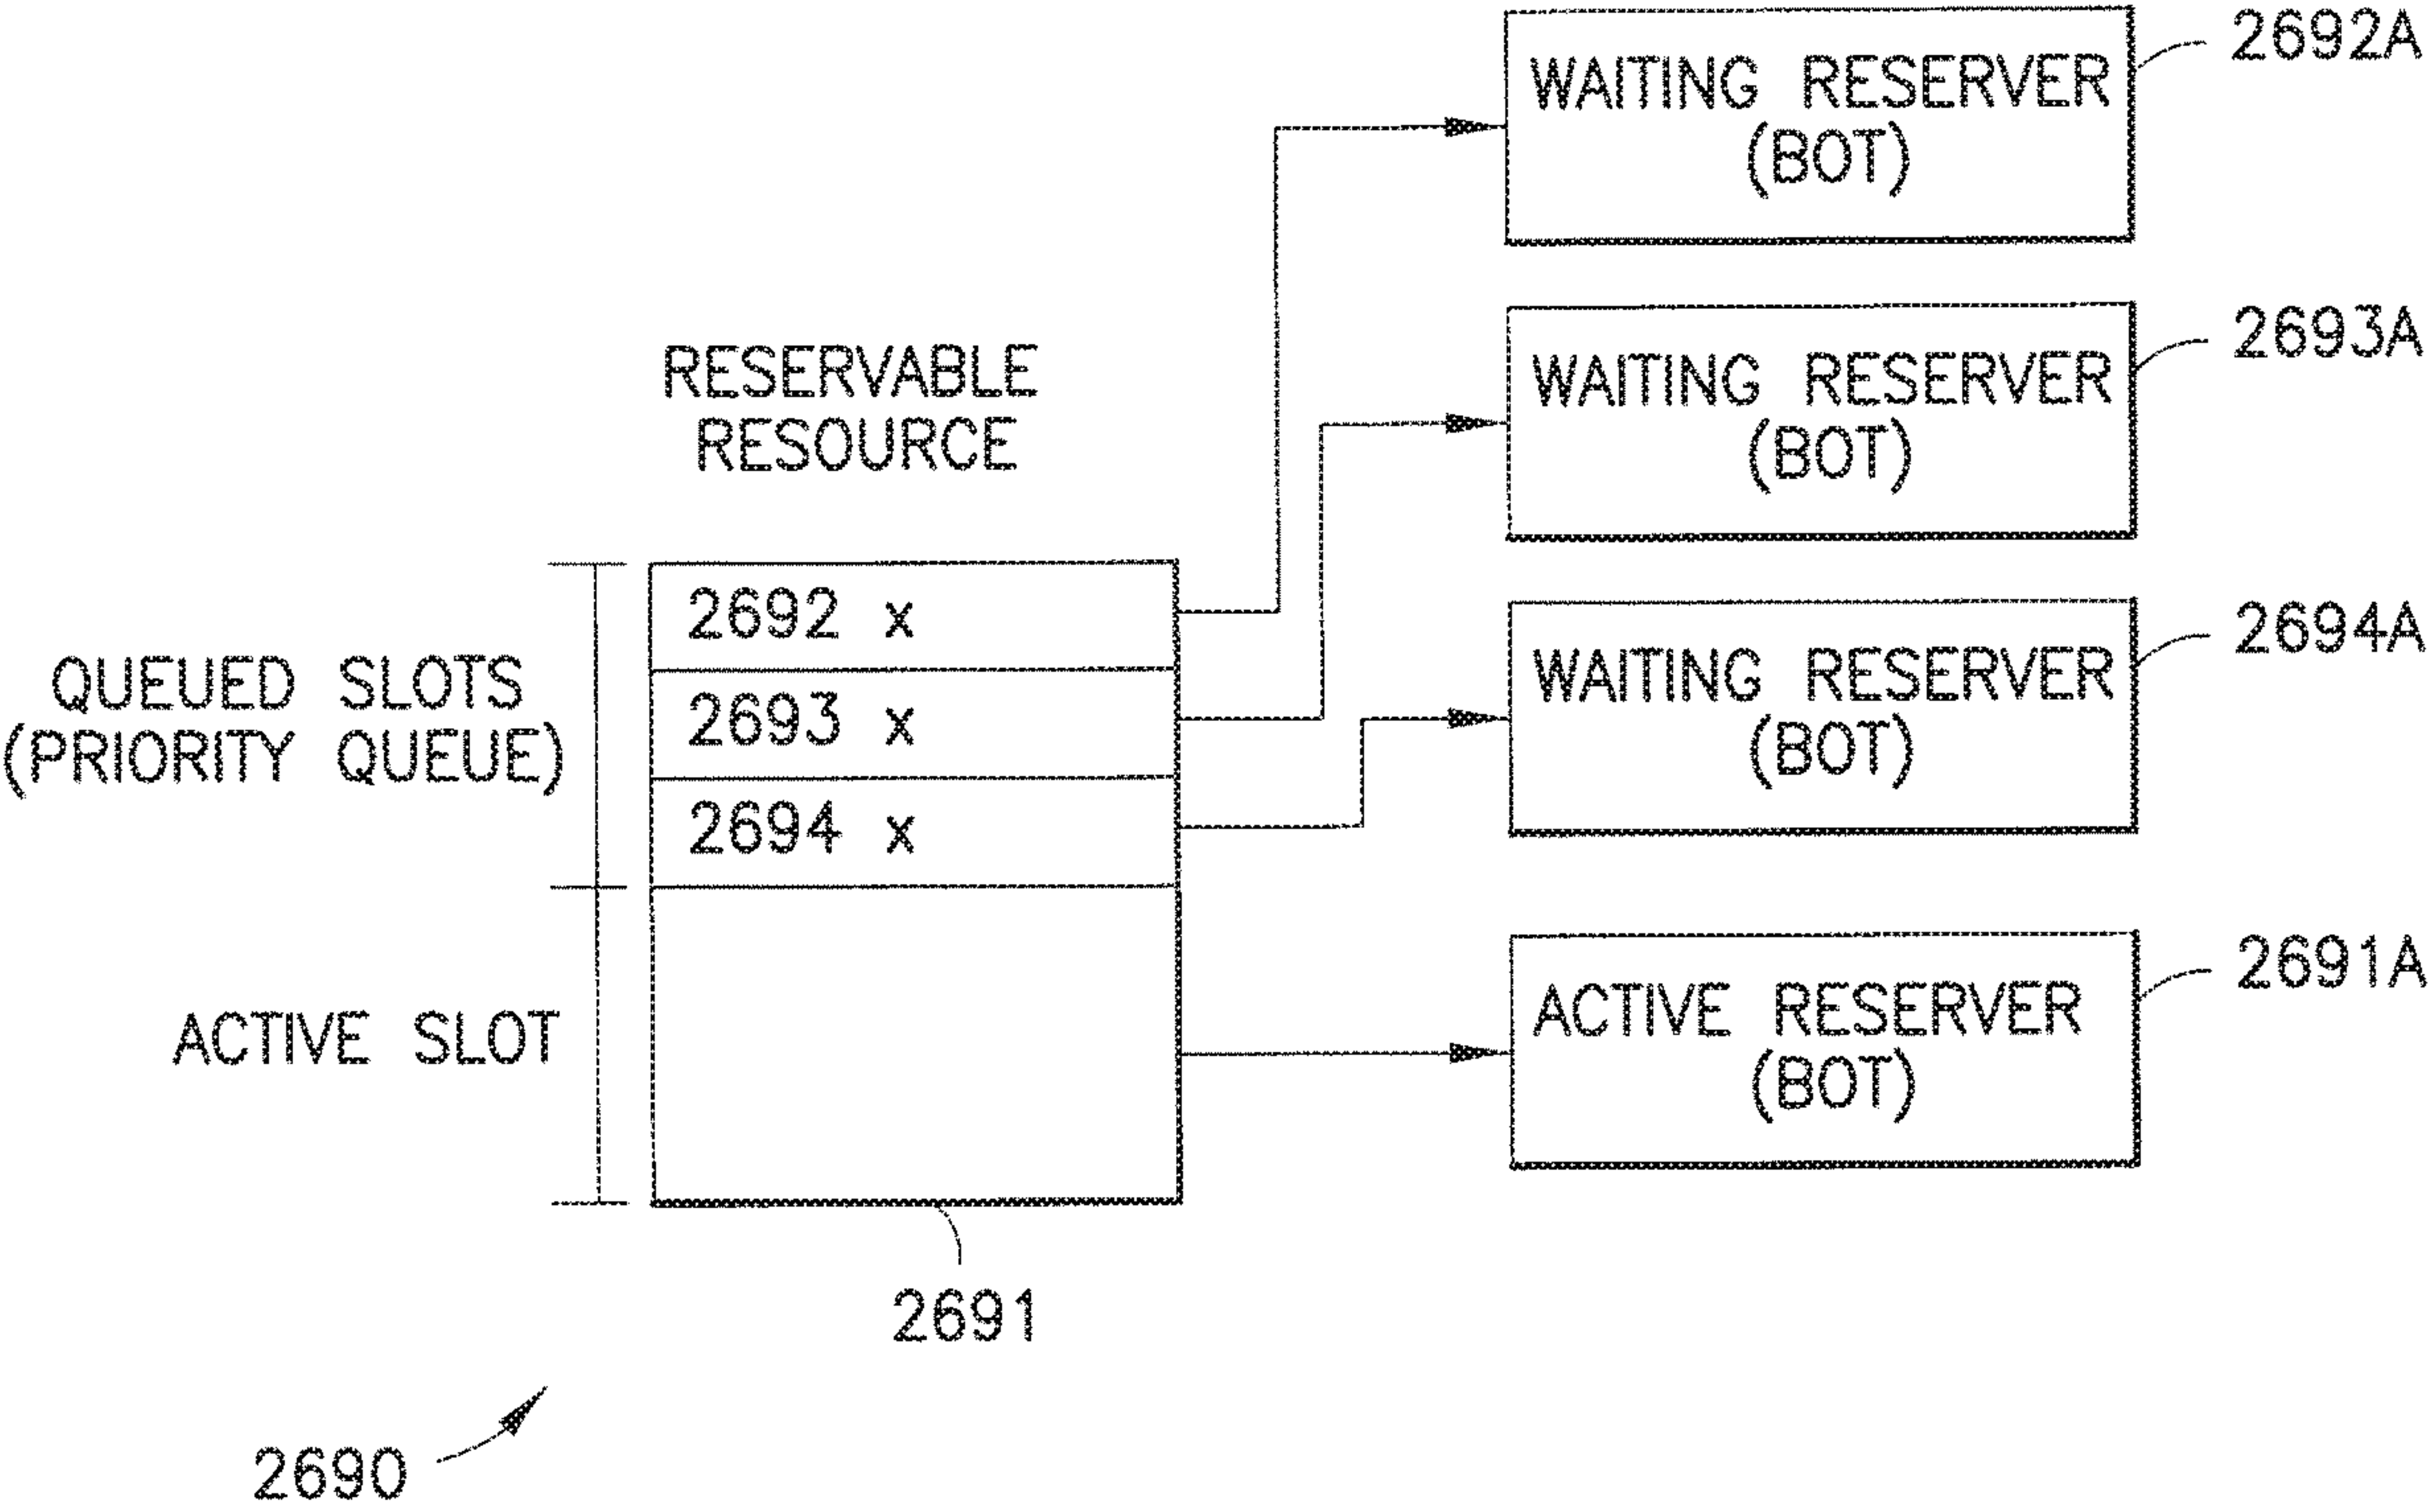 2692A
WAITING RESERVER
(BOT)
2693A
WAITING RESERVER
(BOT)
RESERVABLE
RESOURCE
2692 x
2693 x
2694 x
QUEUED SLOTS
(PRIORITY QUEUE)
2694A
WAITING RESERVER
(BOT)
ACTIVE SLOT
2691A
ACTIVE RESERVER
(BOT)
2691
2690